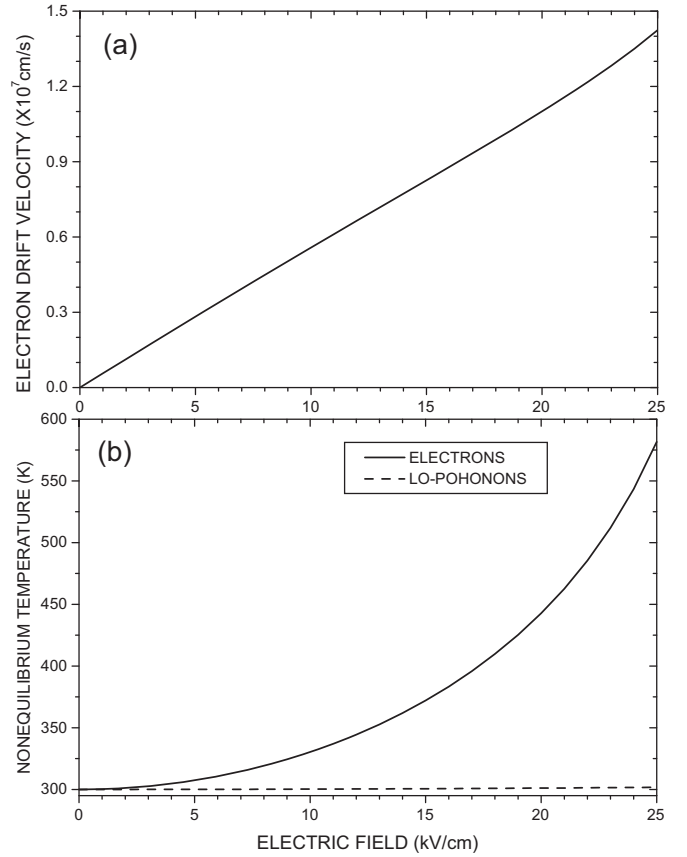 (a)
ELECTRON DRIFT VELOCITY (X10⁷cm/s)
1.5
1.2
0.9
0.6
0.3
0.0
0 5 10 15 20 25
(b)
NONEQUILIBRIUM TEMPERATURE (K)
600
550
500
450
400
350
300
ELECTRONS
LO-POHONONS
0 5 10 15 20 25
ELECTRIC FIELD (kV/cm)